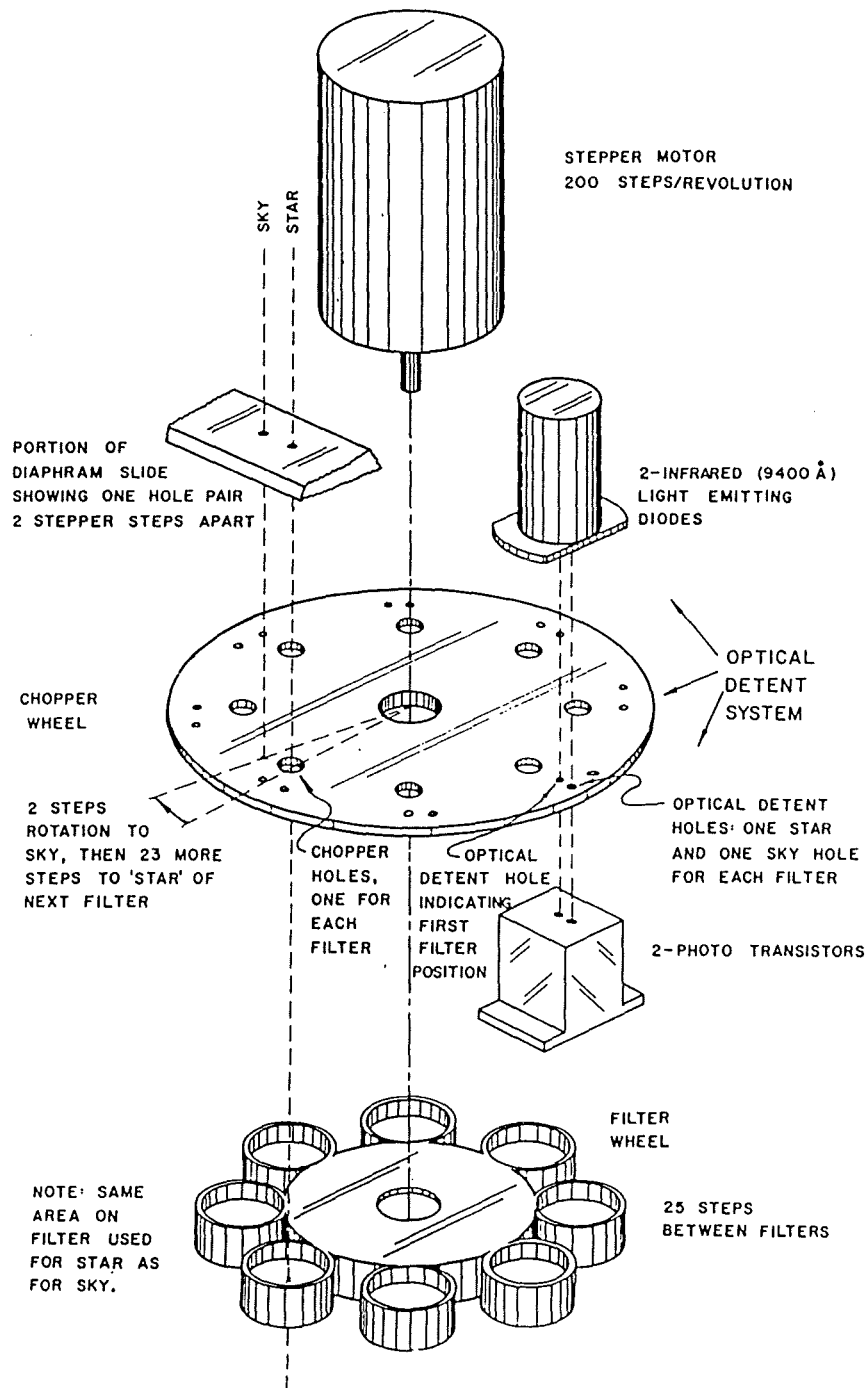 STEPPER MOTOR
200 STEPS/REVOLUTION
SKY
STAR
PORTION OF
DIAPHRAM SLIDE
SHOWING ONE HOLE PAIR
2 STEPPER STEPS APART
2-INFRARED (9400 Å)
LIGHT EMITTING
DIODES
CHOPPER
WHEEL
OPTICAL
DETENT
SYSTEM
2 STEPS
ROTATION TO
SKY, THEN 23 MORE
STEPS TO 'STAR' OF
NEXT FILTER
CHOPPER
HOLES,
ONE FOR
EACH
FILTER
OPTICAL
DETENT HOLE
INDICATING
FIRST
FILTER
POSITION
OPTICAL DETENT
HOLES: ONE STAR
AND ONE SKY HOLE
FOR EACH FILTER
2-PHOTO TRANSISTORS
FILTER
WHEEL
NOTE: SAME
AREA ON
FILTER USED
FOR STAR AS
FOR SKY.
25 STEPS
BETWEEN FILTERS